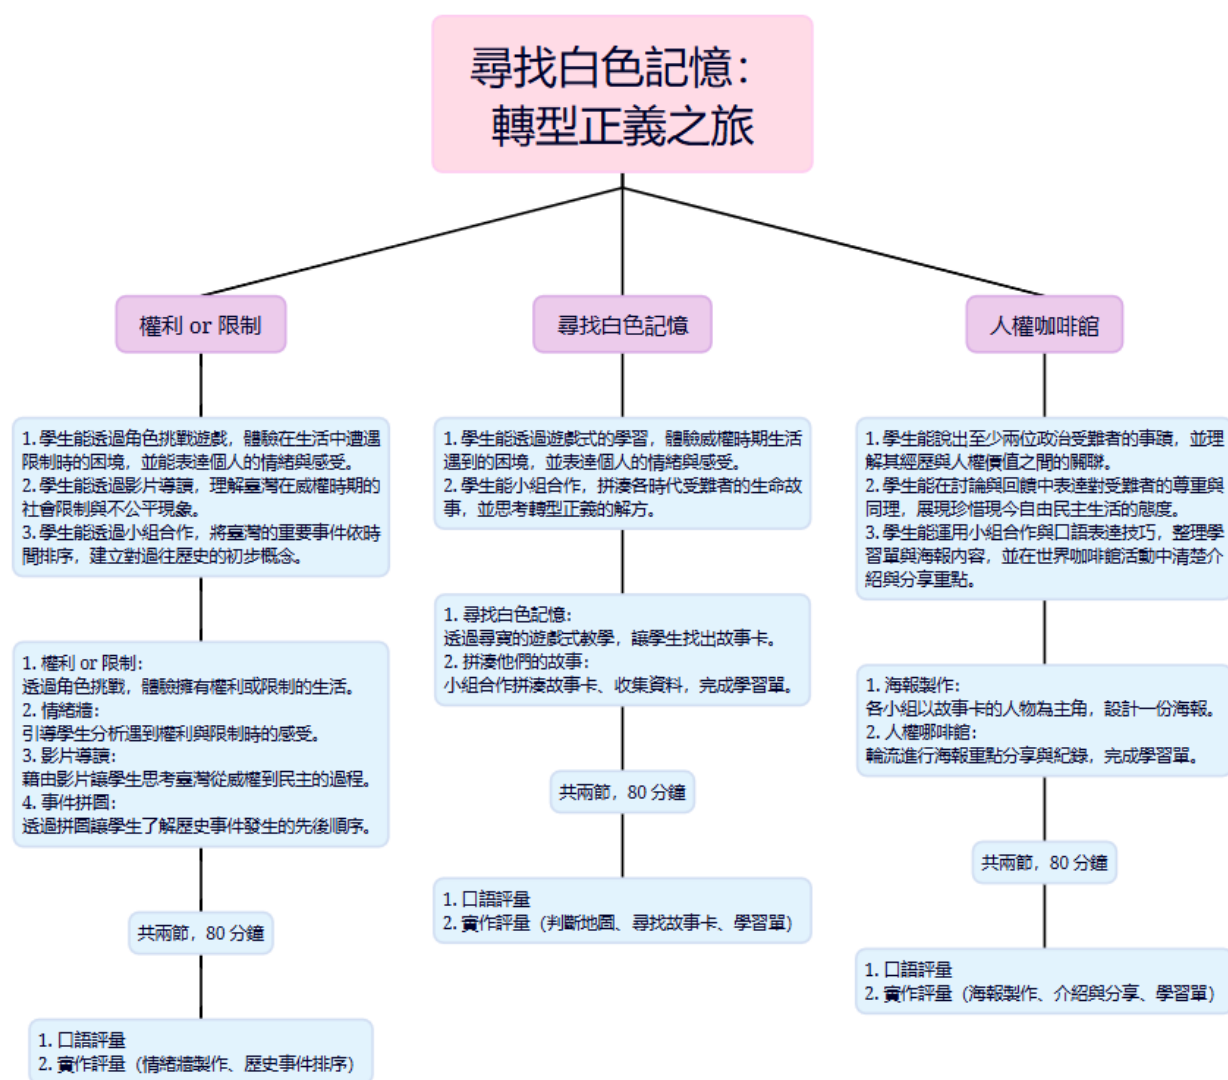 尋找白色記憶：
轉型正義之旅
權利 or 限制
1. 學生能透過角色挑戰遊戲，體驗在生活中遭遇
限制時的困境，並能表達個人的情緒與感受。
2. 學生能透過影片導讀，理解臺灣在威權時期的
社會限制與不公平現象。
3. 學生能透過小組合作，將臺灣的重要事件依時
間排序，建立對過往歷史的初步概念。
1. 權利 or 限制：
透過角色挑戰，體驗擁有權利或限制的生活。
2. 情緒牆：
引導學生分析遇到權利與限制時的感受。
3. 影片導讀：
藉由影片讓學生思考臺灣從威權到民主的過程。
4. 事件拼圖：
透過拼圖讓學生了解歷史事件發生的先後順序。
共兩節，80 分鐘
1. 口語評量
2. 實作評量（情緒牆製作、歷史事件排序）
尋找白色記憶
1. 學生能透過遊戲式的學習，體驗威權時期生活
遇到的困境，並表達個人的情緒與感受。
2. 學生能小組合作，拼湊各時代受難者的生命故
事，並思考轉型正義的解方。
1. 尋找白色記憶：
透過尋寶的遊戲式教學，讓學生找出故事卡。
2. 拼湊他們的故事：
小組合作拼湊故事卡、收集資料，完成學習單。
共兩節，80 分鐘
1. 口語評量
2. 實作評量（判斷地圖、尋找故事卡、學習單）
人權咖啡館
1. 學生能說出至少兩位政治受難者的事蹟，並理
解其經歷與人權價值之間的關聯。
2. 學生能在討論與回饋中表達對受難者的尊重與
同理，展現珍惜現今自由民主生活的態度。
3. 學生能運用小組合作與口語表達技巧，整理學
習單與海報內容，並在世界咖啡館活動中清楚介
紹與分享重點。
1. 海報製作：
各小組以故事卡的人物為主角，設計一份海報。
2. 人權哪啡館：
輪流進行海報重點分享與紀錄，完成學習單。
共兩節，80 分鐘
1. 口語評量
2. 實作評量（海報製作、介紹與分享、學習單）